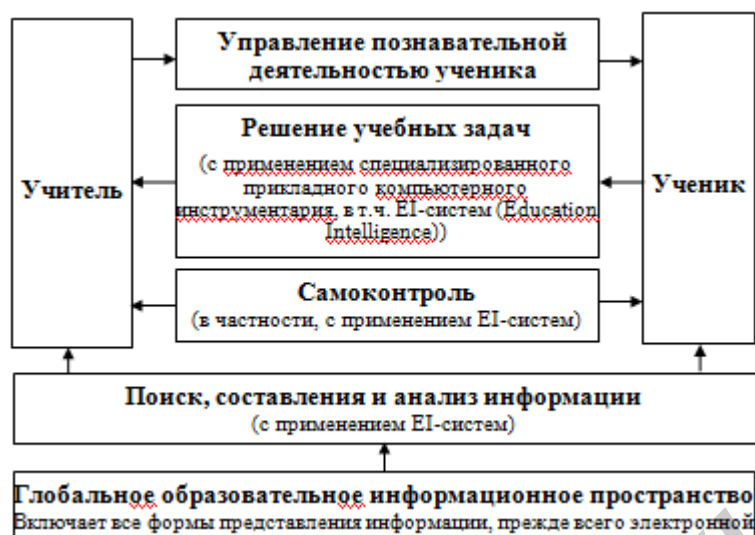 Управление познавательной
деятельностью ученика
Решение учебных задач
(с применением специализированного
прикладного компьютерного
инструментария, в т.ч. EI-систем (Education
Intelligence))
Учитель
Ученик
Самоконтроль
(в частности, с применением EI-систем)
Поиск, составления и анализ информации
(с применением EI-систем)
Глобальное образовательное информационное пространство
Включает все формы представления информации, прежде всего электронной